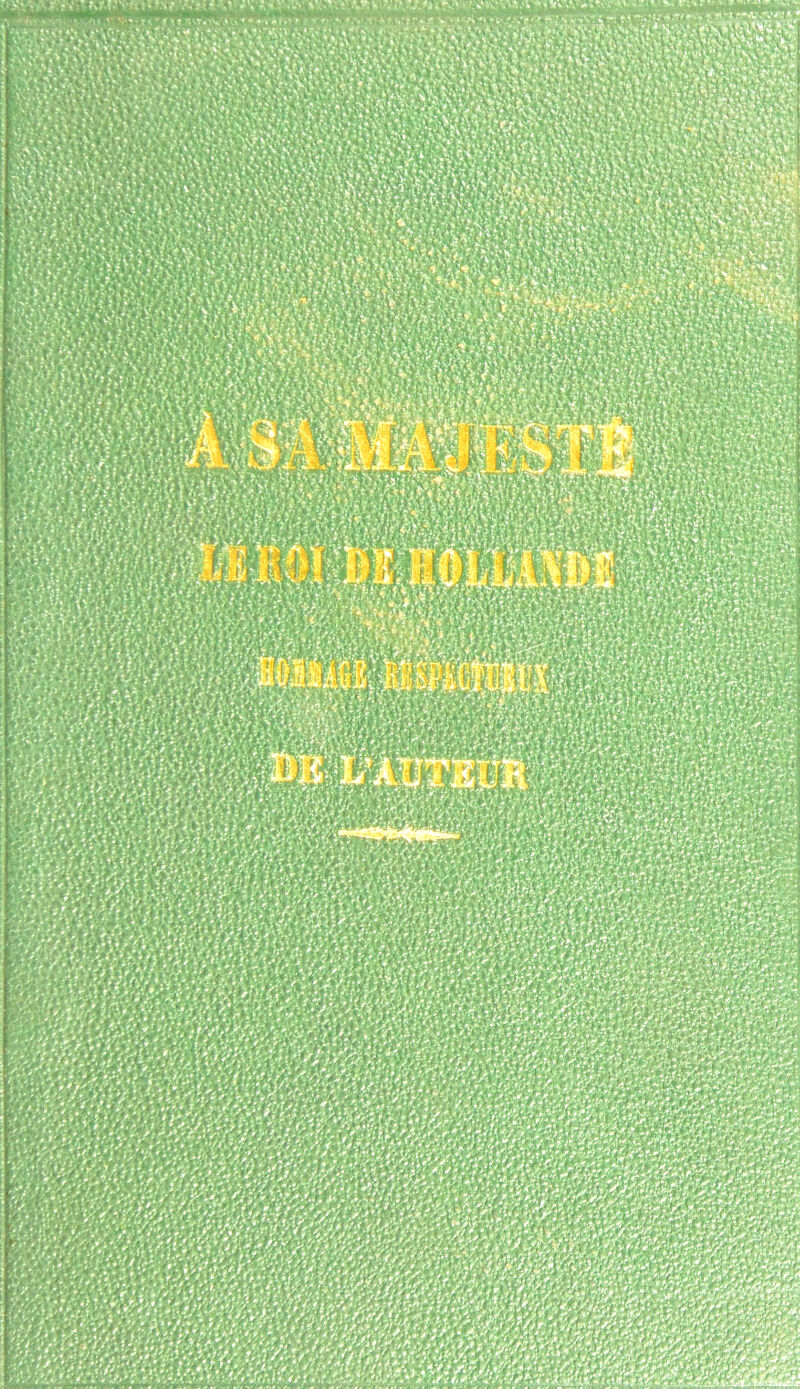 À SA MAJESTÉ
LE ROI DE HOLLANDE
HOMMAGE RESPECTUEUX
DE L'AUTEUR